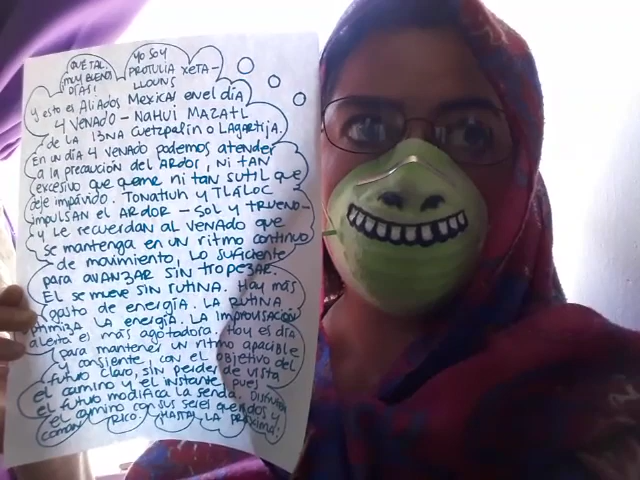 QUÉ TAL
MUY BUENOS
DÍAS!
YO SOY
PROTULIA XETA-
LLOUNS
Y esto es Aliados Mexicas en el día
4 VENADO - NAHUI MAZATL
de LA 13NA Cuetzpalin o Lagartija.
En un día 4 VENADO podemos atender
a la precaución del ARDOR, NI TAN
excesivo que queme ni tan sutil que
deje impávido. Tonatiuh y TLÁLOC
impulsan el ARDOR - SOL y TRUENO -
y LE recuerdan al VENADO que
se mantenga en un ritmo continuo
de movimiento, lo suficiente
para AVANZAR SIN tropezar.
EL se mueve SIN RUTINA. Hay más
gasto de energía. LA RUTINA
LA energía. LA IMPROVISACIÓN
alerta es más agotadora. Hoy es día
para mantener un ritmo apacible
y consiente, con el objetivo del
futuro claro, SIN perder de vista
el camino y el instante, pues
el futuro modifica la senda. DISFRUTEN
el camino con sus seres queridos y
coman RICO. HASTA LA PRÓXIMA!